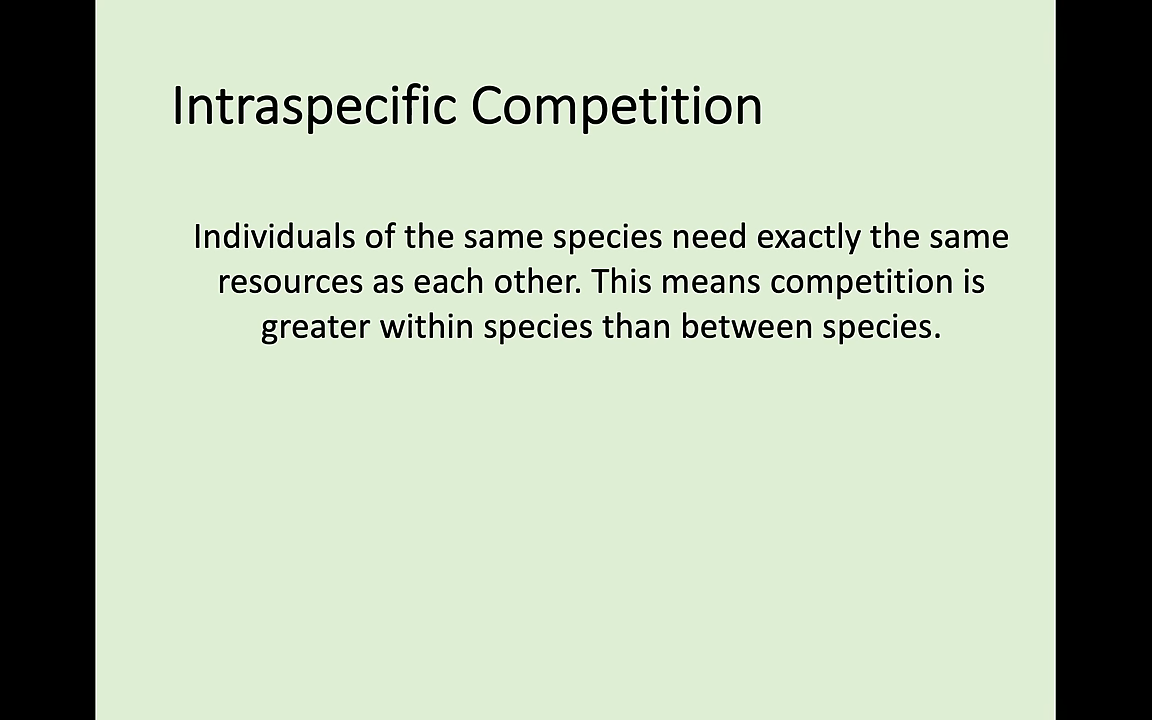 Intraspecific Competition
Individuals of the same species need exactly the same
resources as each other. This means competition is
greater within species than between species.